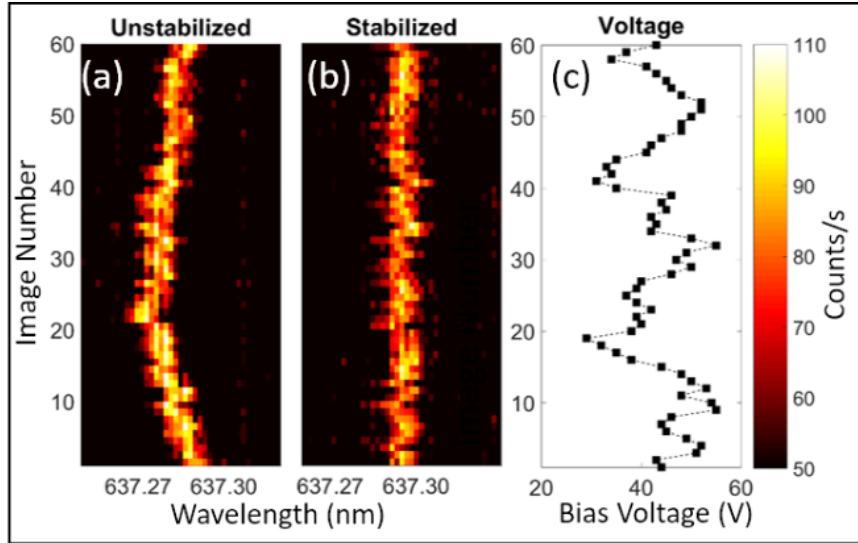 Unstabilized Stabilized Voltage
(a) (b) (c)
Image Number
60
50
40
30
20
10
637.27 637.30
Image Number
637.27 637.30
Wavelength (nm)
60
50
40
30
20
10
20 40 60
Bias Voltage (V)
110
100
90
80
70
60
50
Counts/s